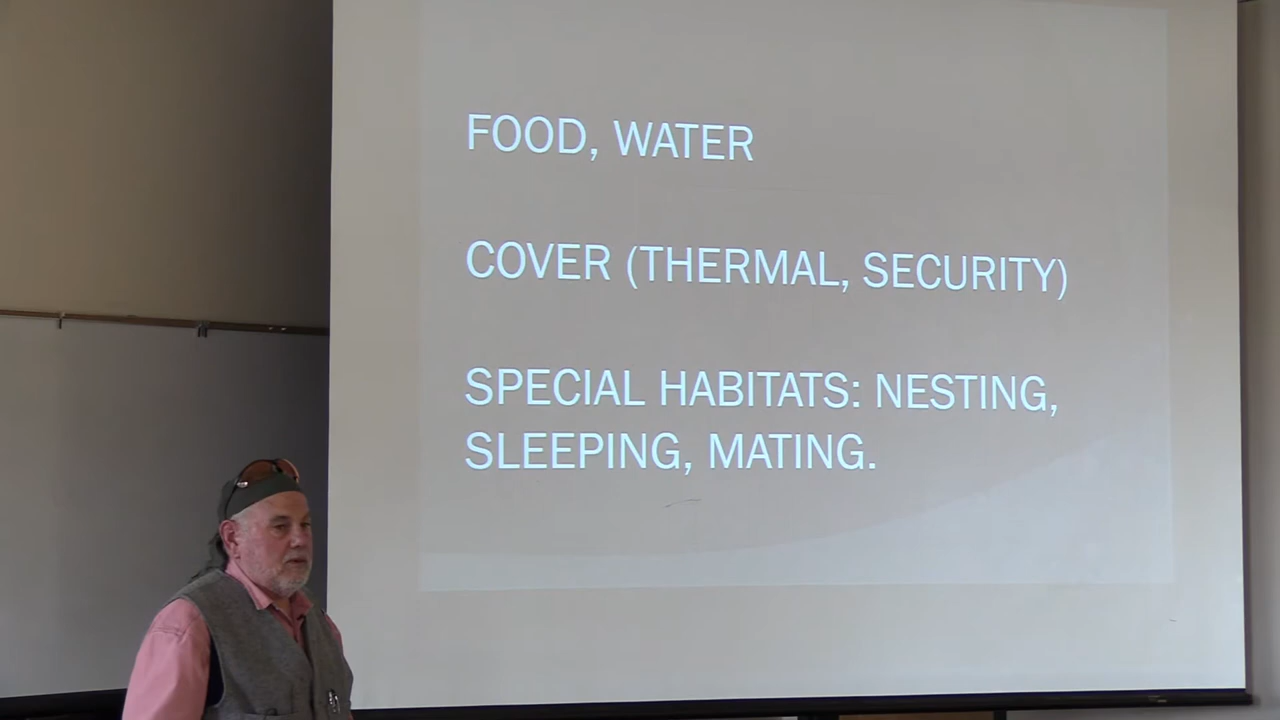 FOOD, WATER
COVER (THERMAL, SECURITY)
SPECIAL HABITATS: NESTING,
SLEEPING, MATING.